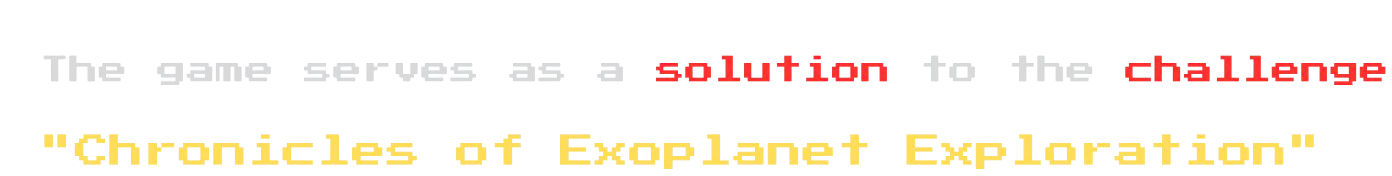 The game serves as a solution to the challenge
"Chronicles of Exoplanet Exploration"